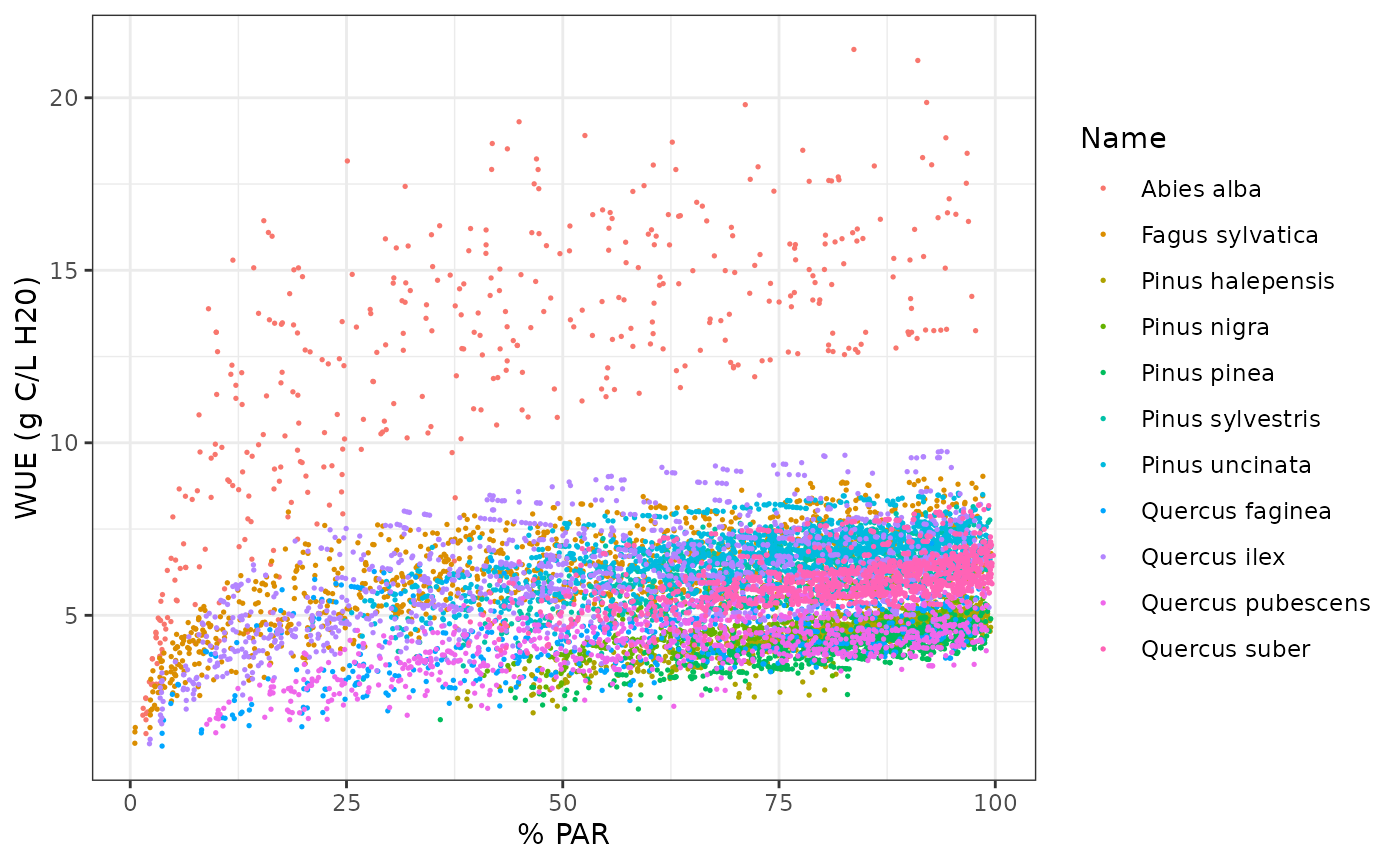 WUE (g C/L H20)
20
15
10
5
0
25
50
75
100
% PAR
Name
Abies alba
Fagus sylvatica
Pinus halepensis
Pinus nigra
Pinus pinea
Pinus sylvestris
Pinus uncinata
Quercus faginea
Quercus ilex
Quercus pubescens
Quercus suber